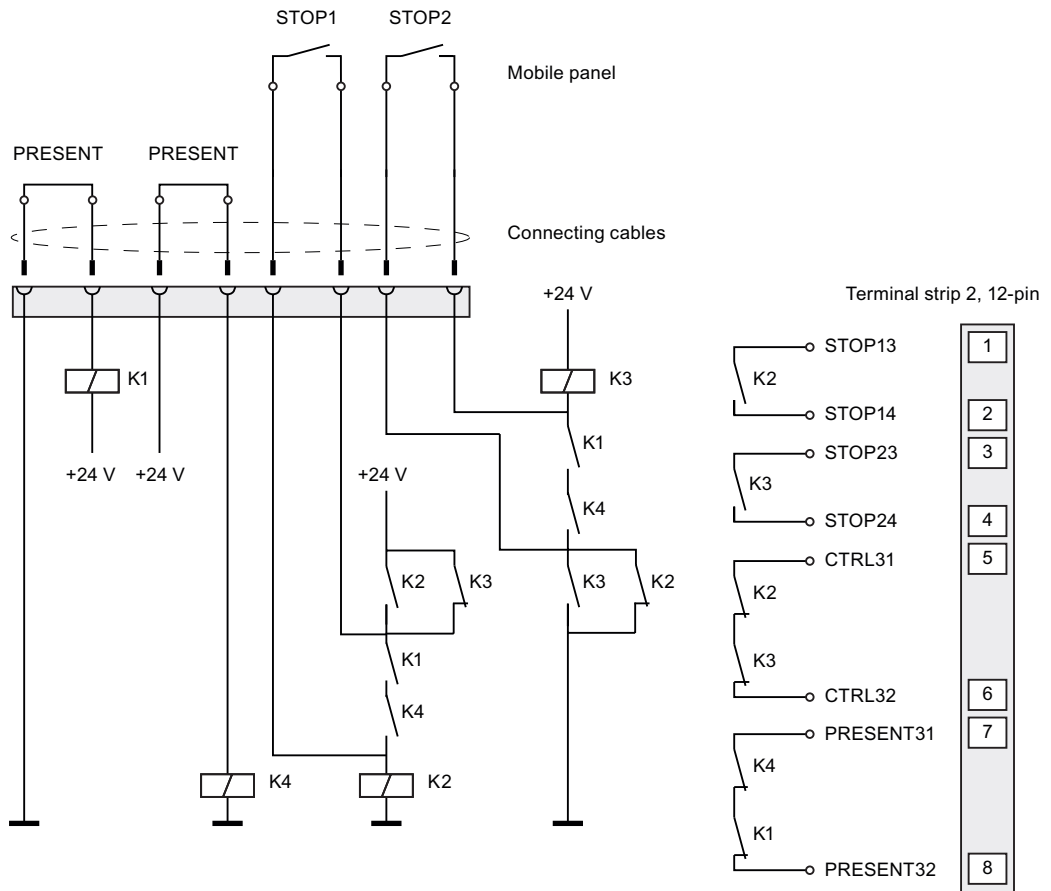 STOP1 STOP2
Mobile panel
PRESENT PRESENT
Connecting cables
+24 V
Terminal strip 2, 12-pin
STOP13 1
K1
K3
K2
STOP14 2
K1
STOP23 3
+24 V +24 V
+24 V
K3
K4
STOP24 4
CTRL31 5
K2 K3
K3 K2
K2
K1
K3
CTRL32 6
K4
PRESENT31 7
K4
K2
K4
K1
PRESENT32 8